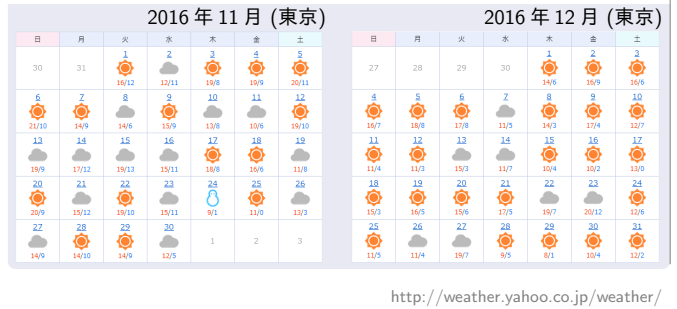 2016 年 11 月 (東京)
日 月 火 水 木 金 土
30 31 1 2 3 4 5
16/12 12/11 19/8 19/9 20/11
6 7 8 9 10 11 12
21/10 14/9 14/6 15/9 13/8 10/6 19/10
13 14 15 16 17 18 19
19/9 17/12 19/13 15/11 18/8 16/6 11/8
20 21 22 23 24 25 26
20/9 15/12 19/10 15/11 9/1 11/0 13/3
27 28 29 30 1 2 3
14/9 14/10 14/9 12/5
2016 年 12 月 (東京)
日 月 火 水 木 金 土
27 28 29 30 1 2 3
14/6 16/9 16/6
4 5 6 7 8 9 10
16/7 18/8 17/8 11/5 14/3 17/4 12/7
11 12 13 14 15 16 17
11/4 11/3 15/3 11/7 10/4 10/2 13/0
18 19 20 21 22 23 24
15/3 16/5 15/6 17/5 19/7 20/12 12/6
25 26 27 28 29 30 31
11/5 11/4 19/7 9/5 8/1 10/4 12/2
http://weather.yahoo.co.jp/weather/